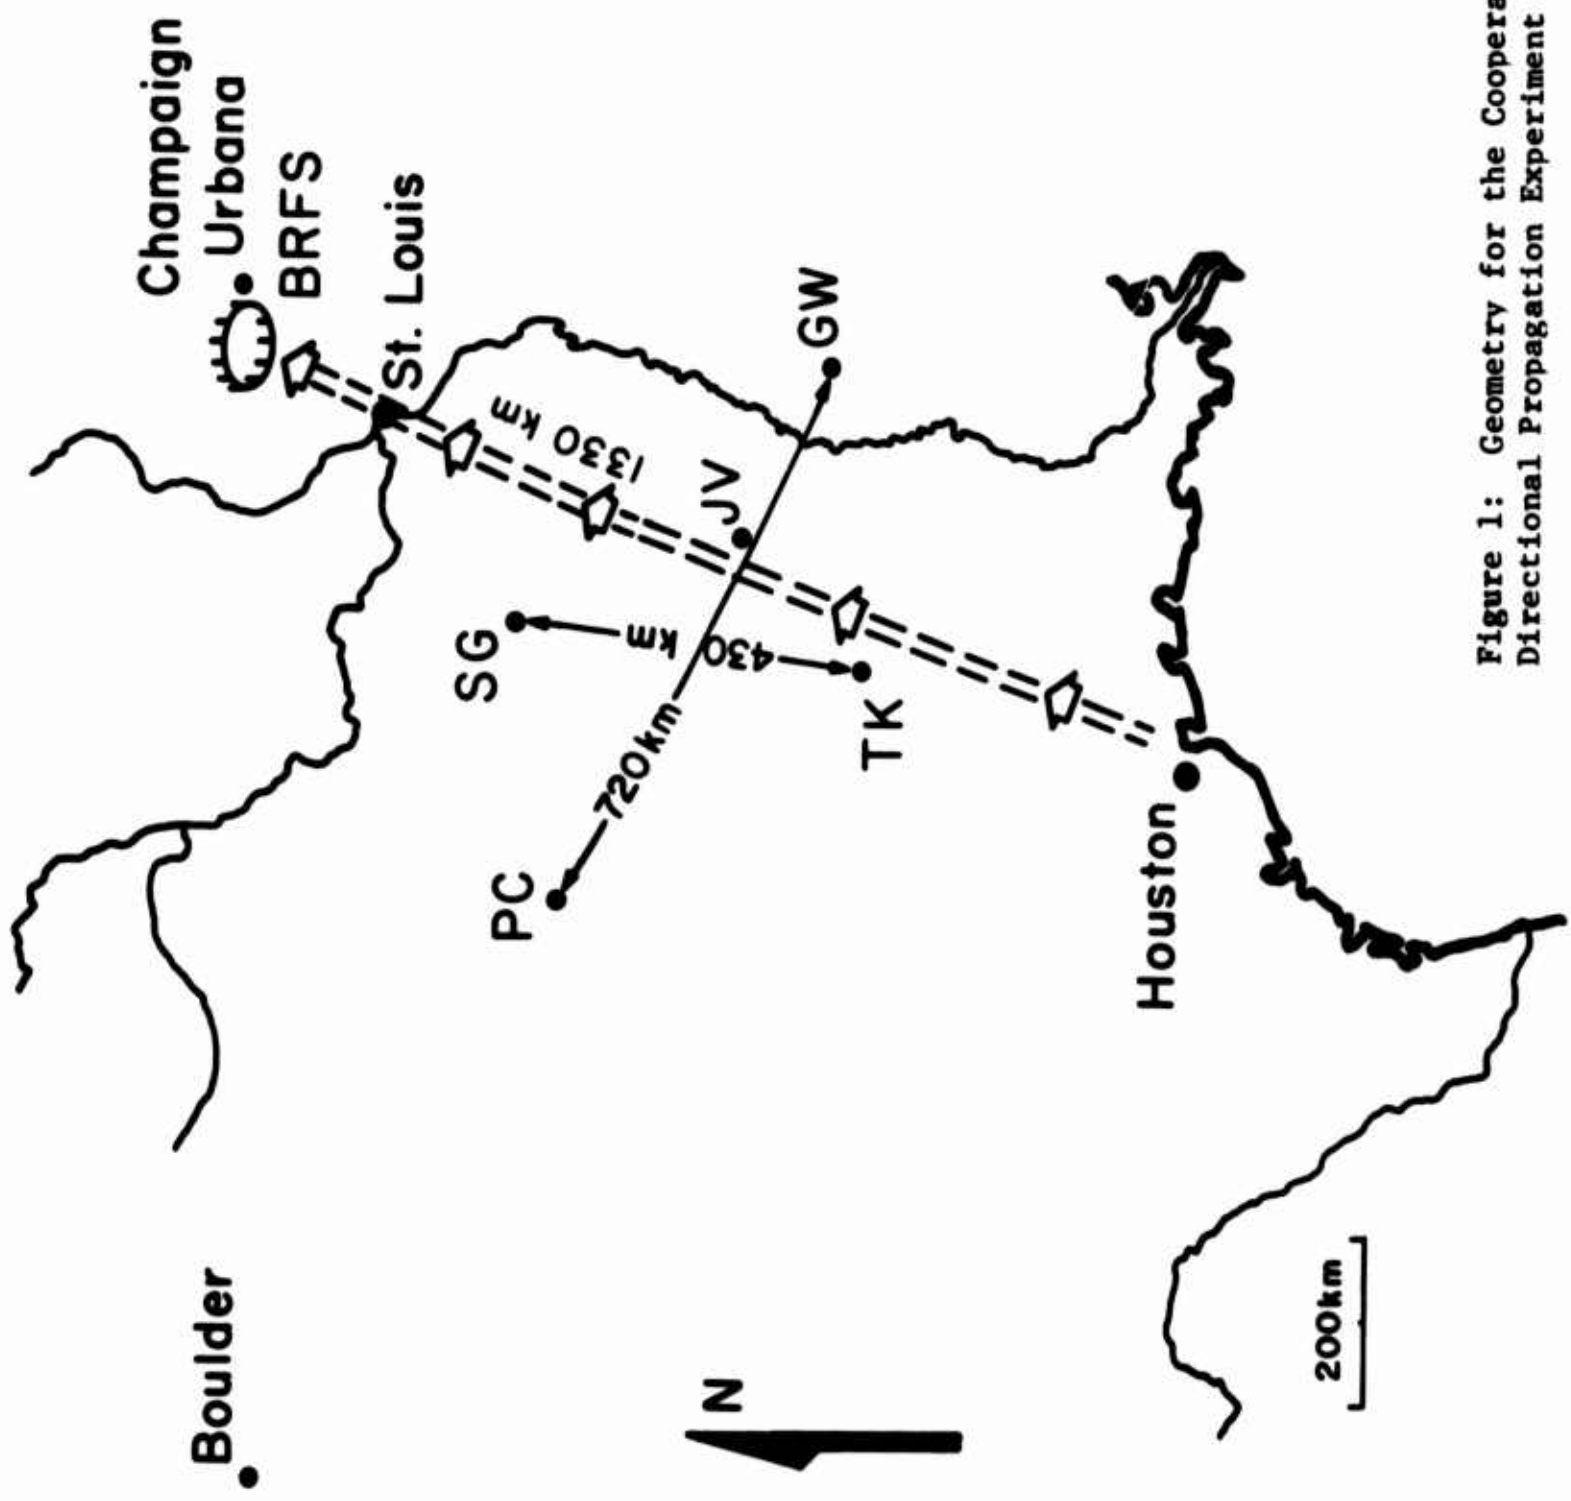 Champaign
Urbana
BRFS
St. Louis
1330 km
GW
JV
SG
430 km
TK
720km
PC
Houston
Boulder
N
200km
Figure 1: Geometry for the Coopera
Directional Propagation Experiment